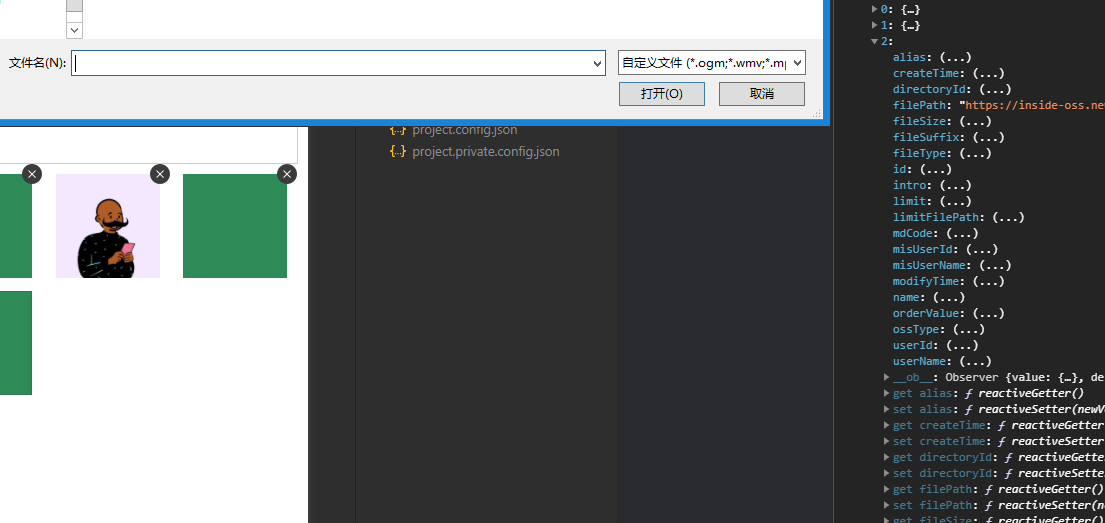 文件名(N):
自定义文件 (*.ogm;*.wmv;*.mp
打开(O)
取消
{..} project.config.json
{..} project.private.config.json
0: {…}
1: {…}
2:
alias: (...)
createTime: (...)
directoryId: (...)
filePath: "https://inside-oss.ne
fileSize: (...)
fileSuffix: (...)
fileType: (...)
id: (...)
intro: (...)
limit: (...)
limitFilePath: (...)
mdCode: (...)
misUserId: (...)
misUserName: (...)
modifyTime: (...)
name: (...)
orderValue: (...)
ossType: (...)
userId: (...)
userName: (...)
__ob__: Observer {value: {…}, de
get alias: ƒ reactiveGetter()
set alias: ƒ reactiveSetter(newV
get createTime: ƒ reactiveGetter
set createTime: ƒ reactiveSetter
get directoryId: ƒ reactiveGette
set directoryId: ƒ reactiveSette
get filePath: ƒ reactiveGetter()
set filePath: ƒ reactiveSetter(n
get fileSize: ƒ reactiveGetter()